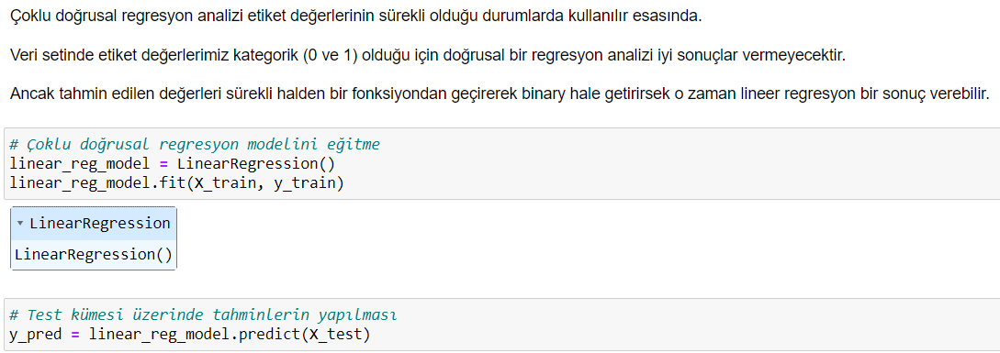 Çoklu doğrusal regresyon analizi etiket değerlerinin sürekli olduğu durumlarda kullanılır esasında.
Veri setinde etiket değerlerimiz kategorik (0 ve 1) olduğu için doğrusal bir regresyon analizi iyi sonuçlar vermeyecektir.
Ancak tahmin edilen değerleri sürekli halden bir fonksiyondan geçirerek binary hale getirirsek o zaman lineer regresyon bir sonuç verebilir.
# Çoklu doğrusal regresyon modelini eğitme
linear_reg_model = LinearRegression()
linear_reg_model.fit(X_train, y_train)
▾ LinearRegression
LinearRegression()
# Test kümesi üzerinde tahminlerin yapılması
y_pred = linear_reg_model.predict(X_test)